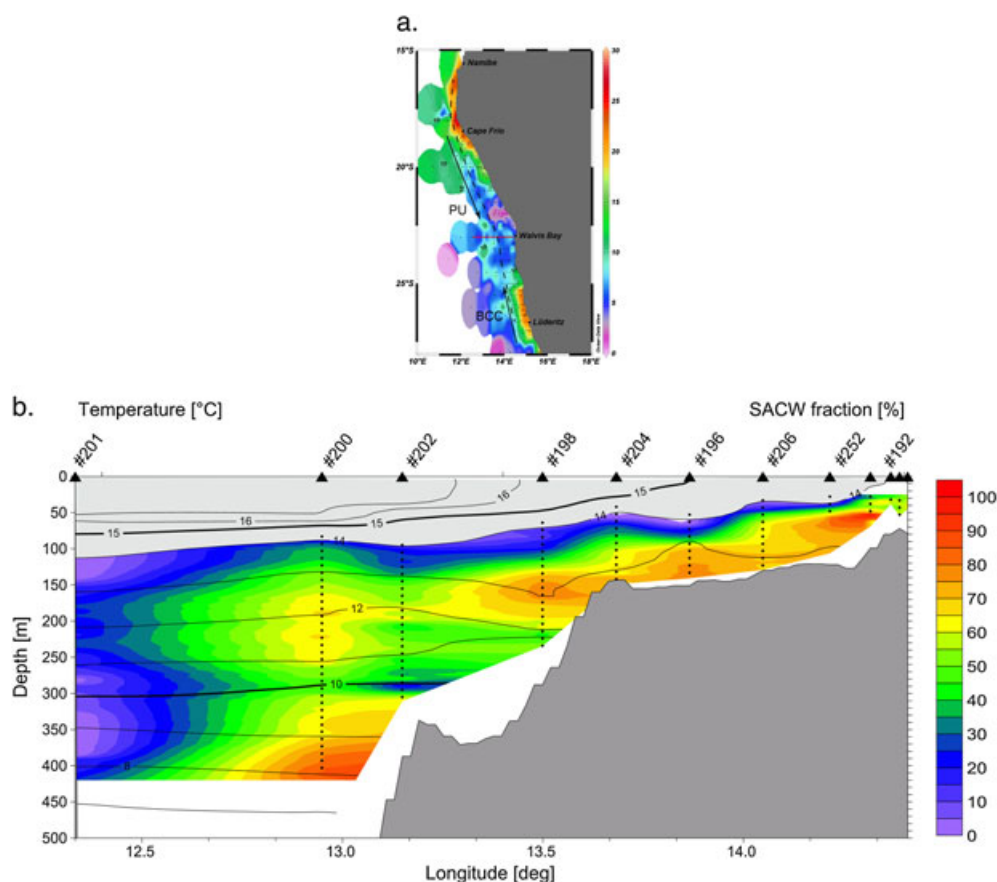 a.
15°S
20°S
25°S
10°E 12°E 14°E 16°E 18°E
Namibe
Cape Frio
PU
Walvis Bay
BCC
Lüderitz
30
25
20
15
10
5
0
Ocean Data View
b.
Temperature [°C]
SACW fraction [%]
#201 #200 #202 #198 #204 #196 #206 #252 #192
0
50
100
150
200
250
300
350
400
450
500
Depth [m]
15 16 15 16 15 14
14 14
12
10
8
12.5 13.0 13.5 14.0
Longitude [deg]
100
90
80
70
60
50
40
30
20
10
0